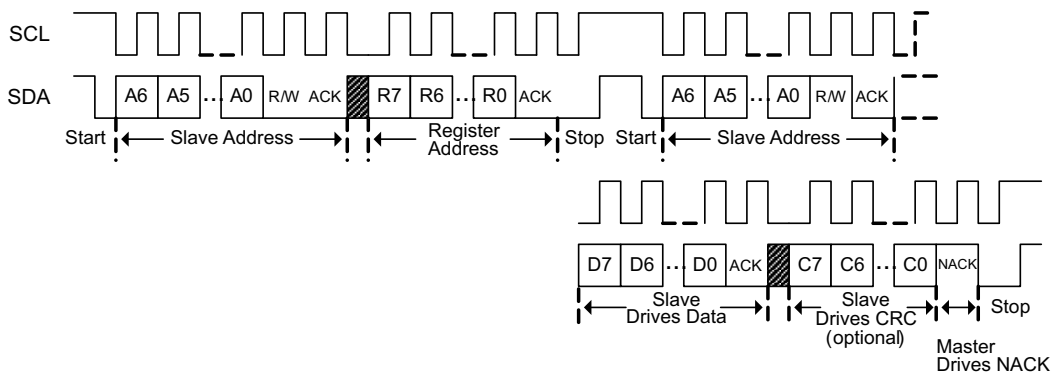 SCL
SDA A6 A5 ... A0 R/W ACK R7 R6 ... R0 ACK A6 A5 ... A0 R/W ACK
Start Slave Address Register Address Stop Start Slave Address
D7 D6 ... D0 ACK C7 C6 ... C0 NACK
Slave Drives Data Slave Drives CRC (optional) Stop
Master
Drives NACK